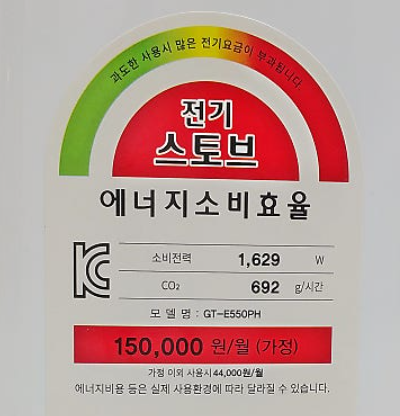 과도한 사용시 많은 전기요금이 부과됩니다.
전기
스토브
에너지소비효율
소비전력 1,629 W
CO₂ 692 g/시간
모 델 명 : GT-E550PH
150,000 원/월 (가정)
가정 이외 사용시 44,000원/월
에너지비용 등은 실제 사용환경에 따라 달라질 수 있습니다.